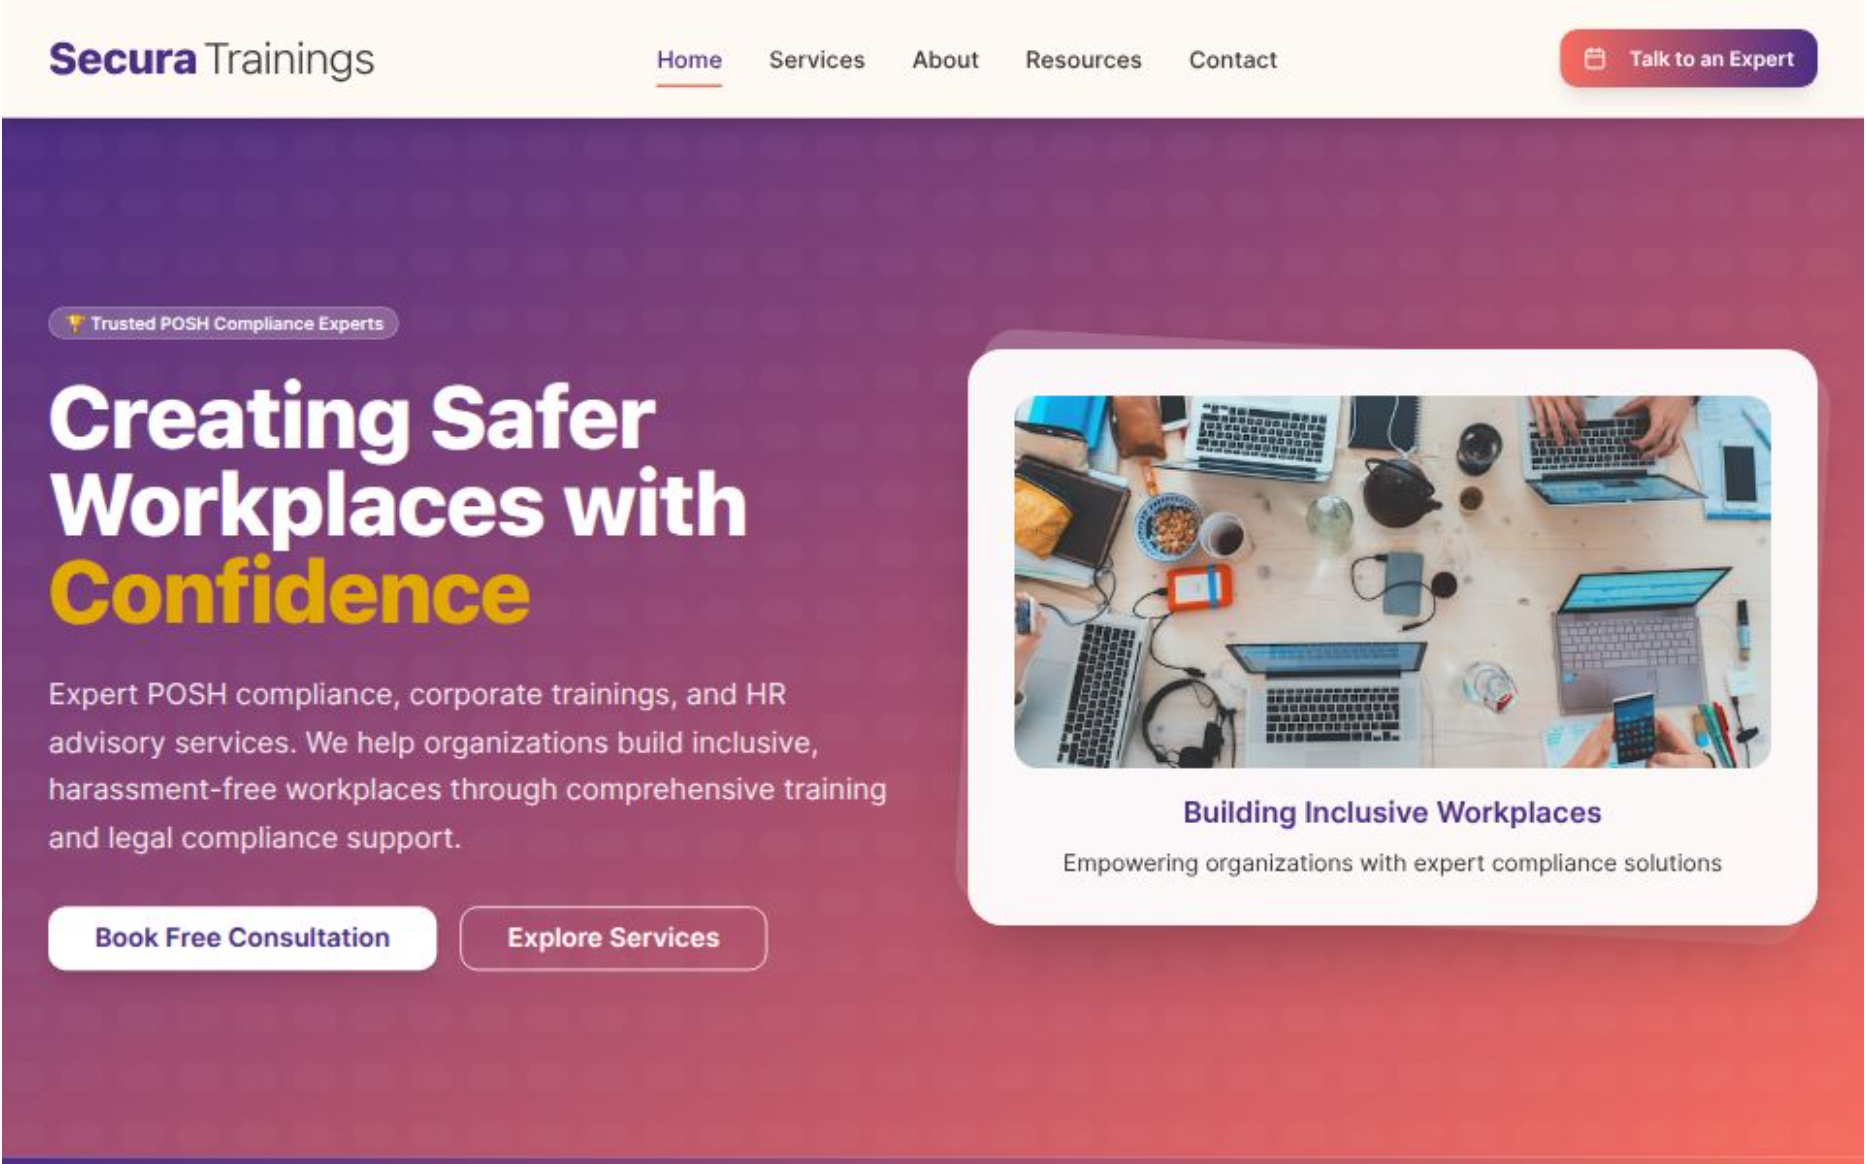 Secura Trainings
Home Services About Resources Contact
Talk to an Expert
🏆 Trusted POSH Compliance Experts
Creating Safer
Workplaces with
Confidence
Expert POSH compliance, corporate trainings, and HR
advisory services. We help organizations build inclusive,
harassment-free workplaces through comprehensive training
and legal compliance support.
Book Free Consultation
Explore Services
Building Inclusive Workplaces
Empowering organizations with expert compliance solutions